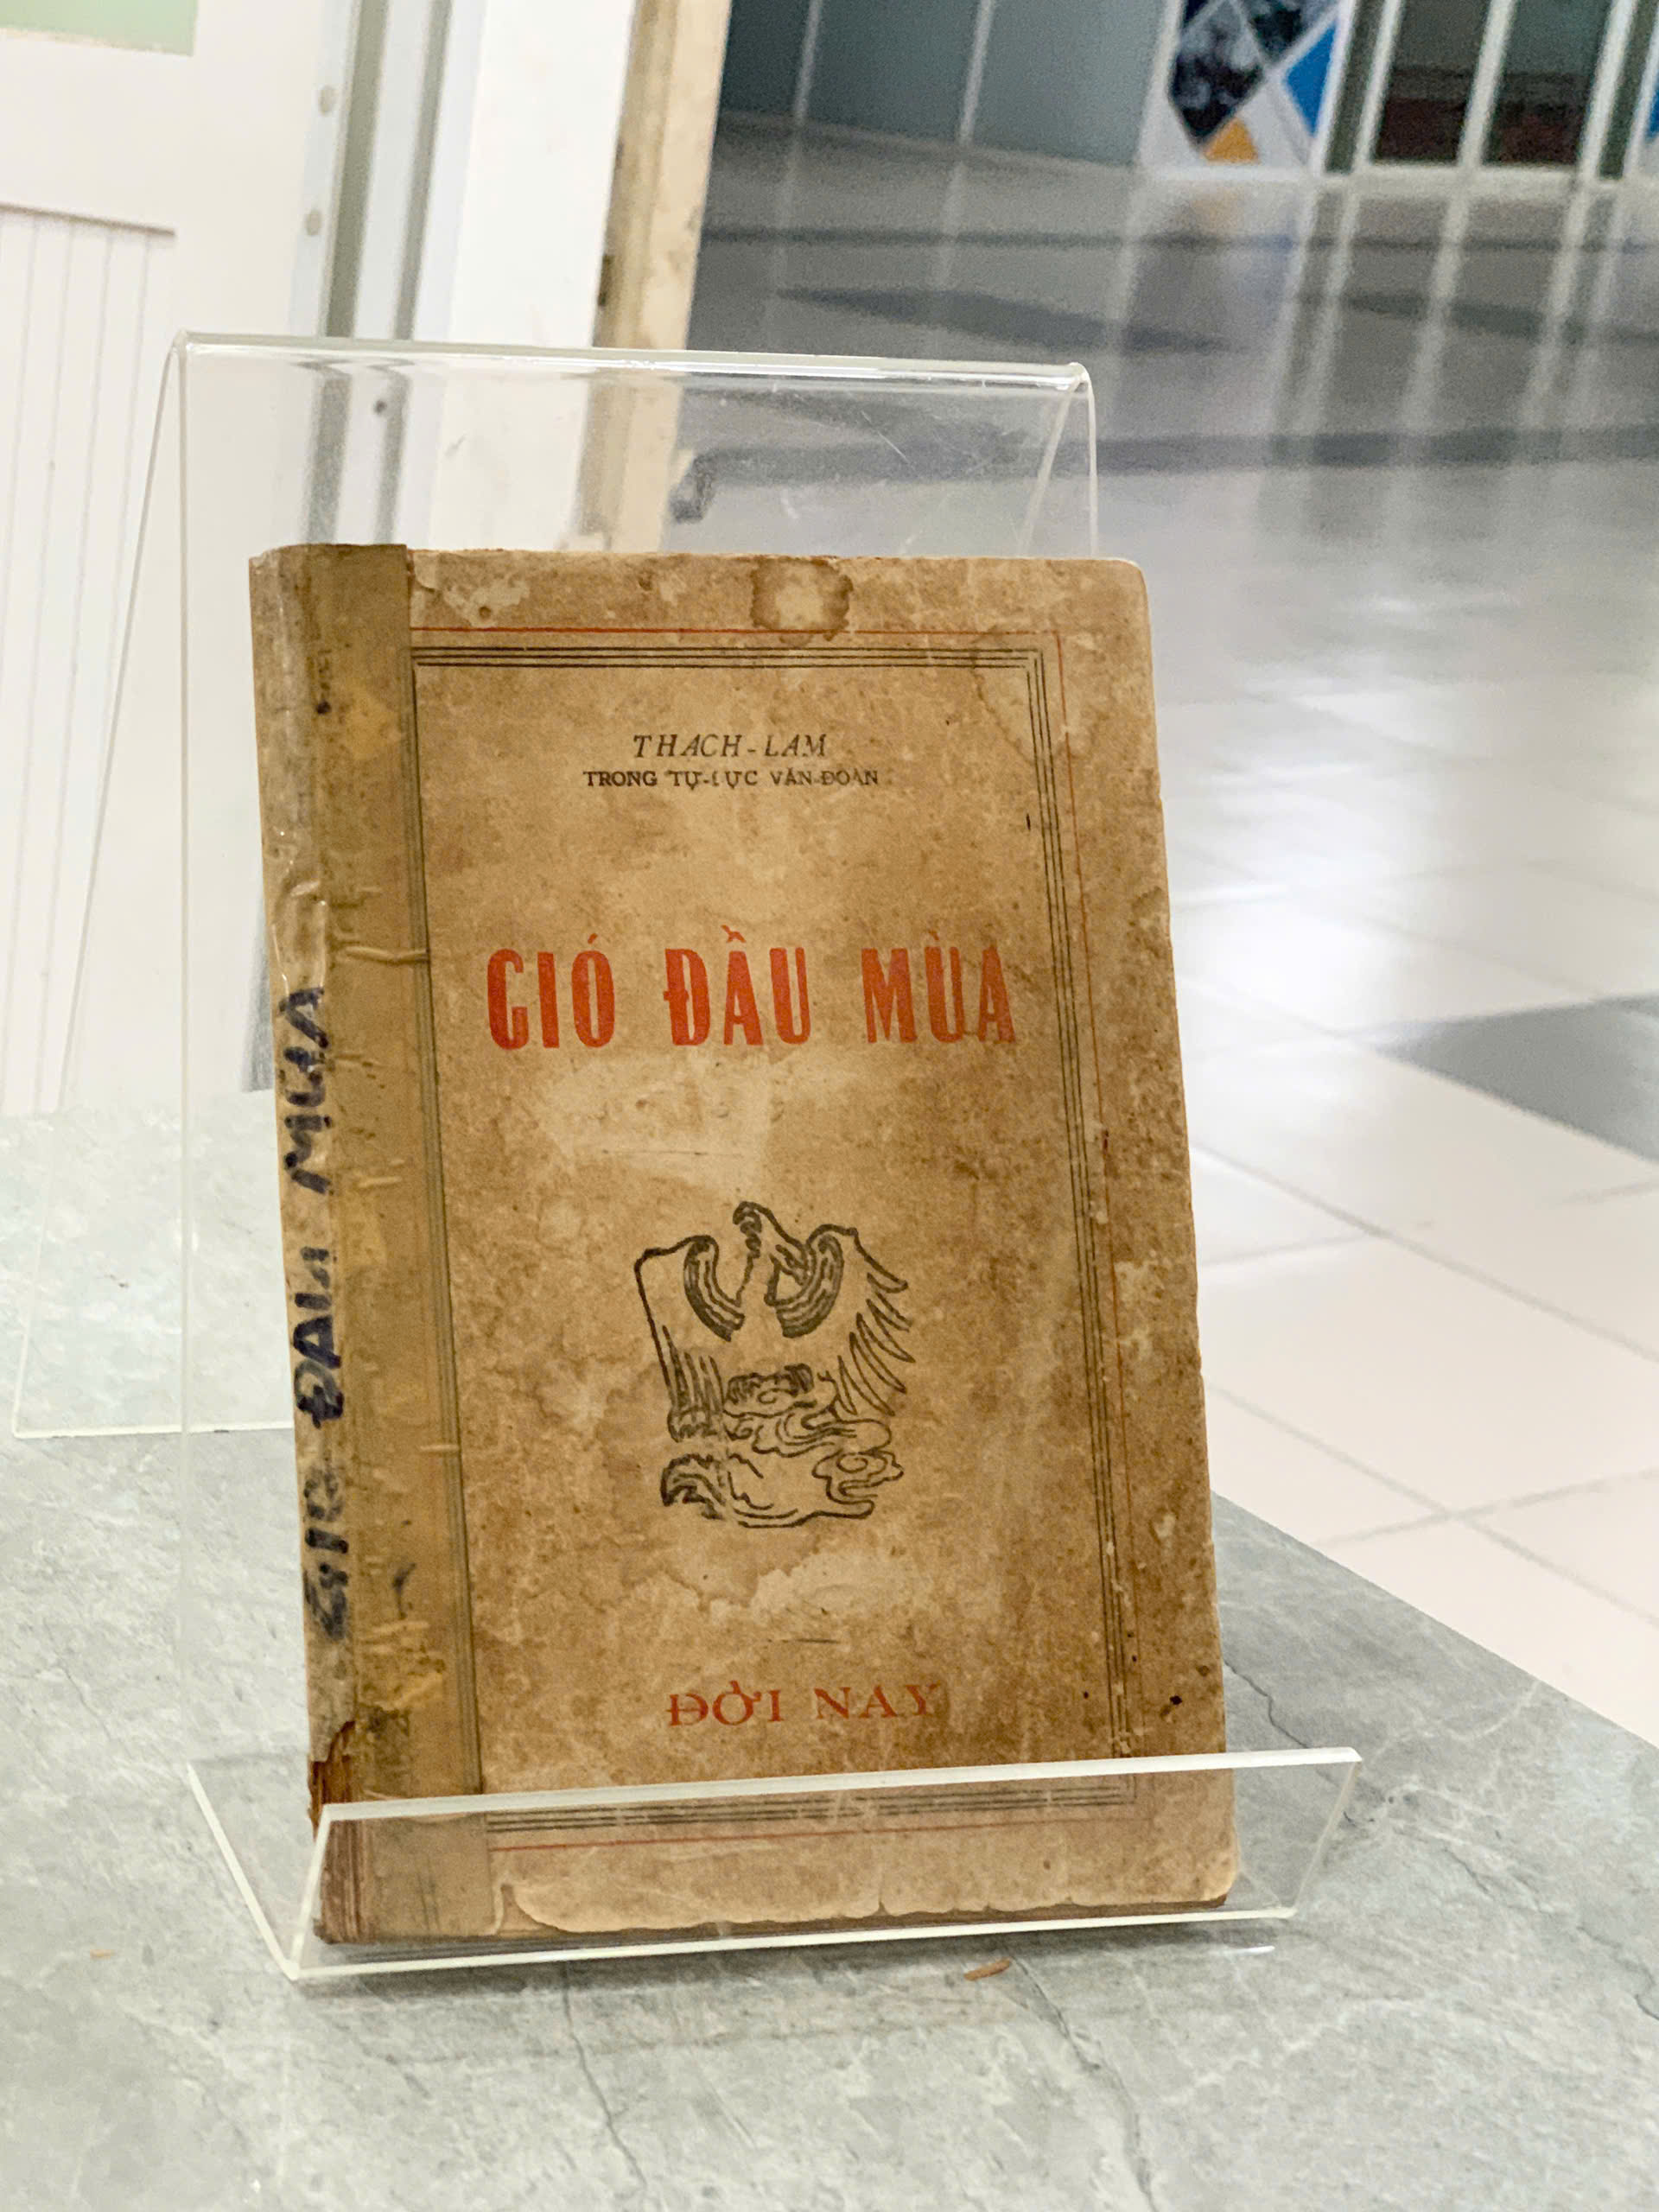 THACH-LAM
TRONG TỰ-LỰC VĂN-ĐOÀN
GIÓ ĐẦU MÙA
ĐỜI NAY
GIÓ ĐẦU MÙA